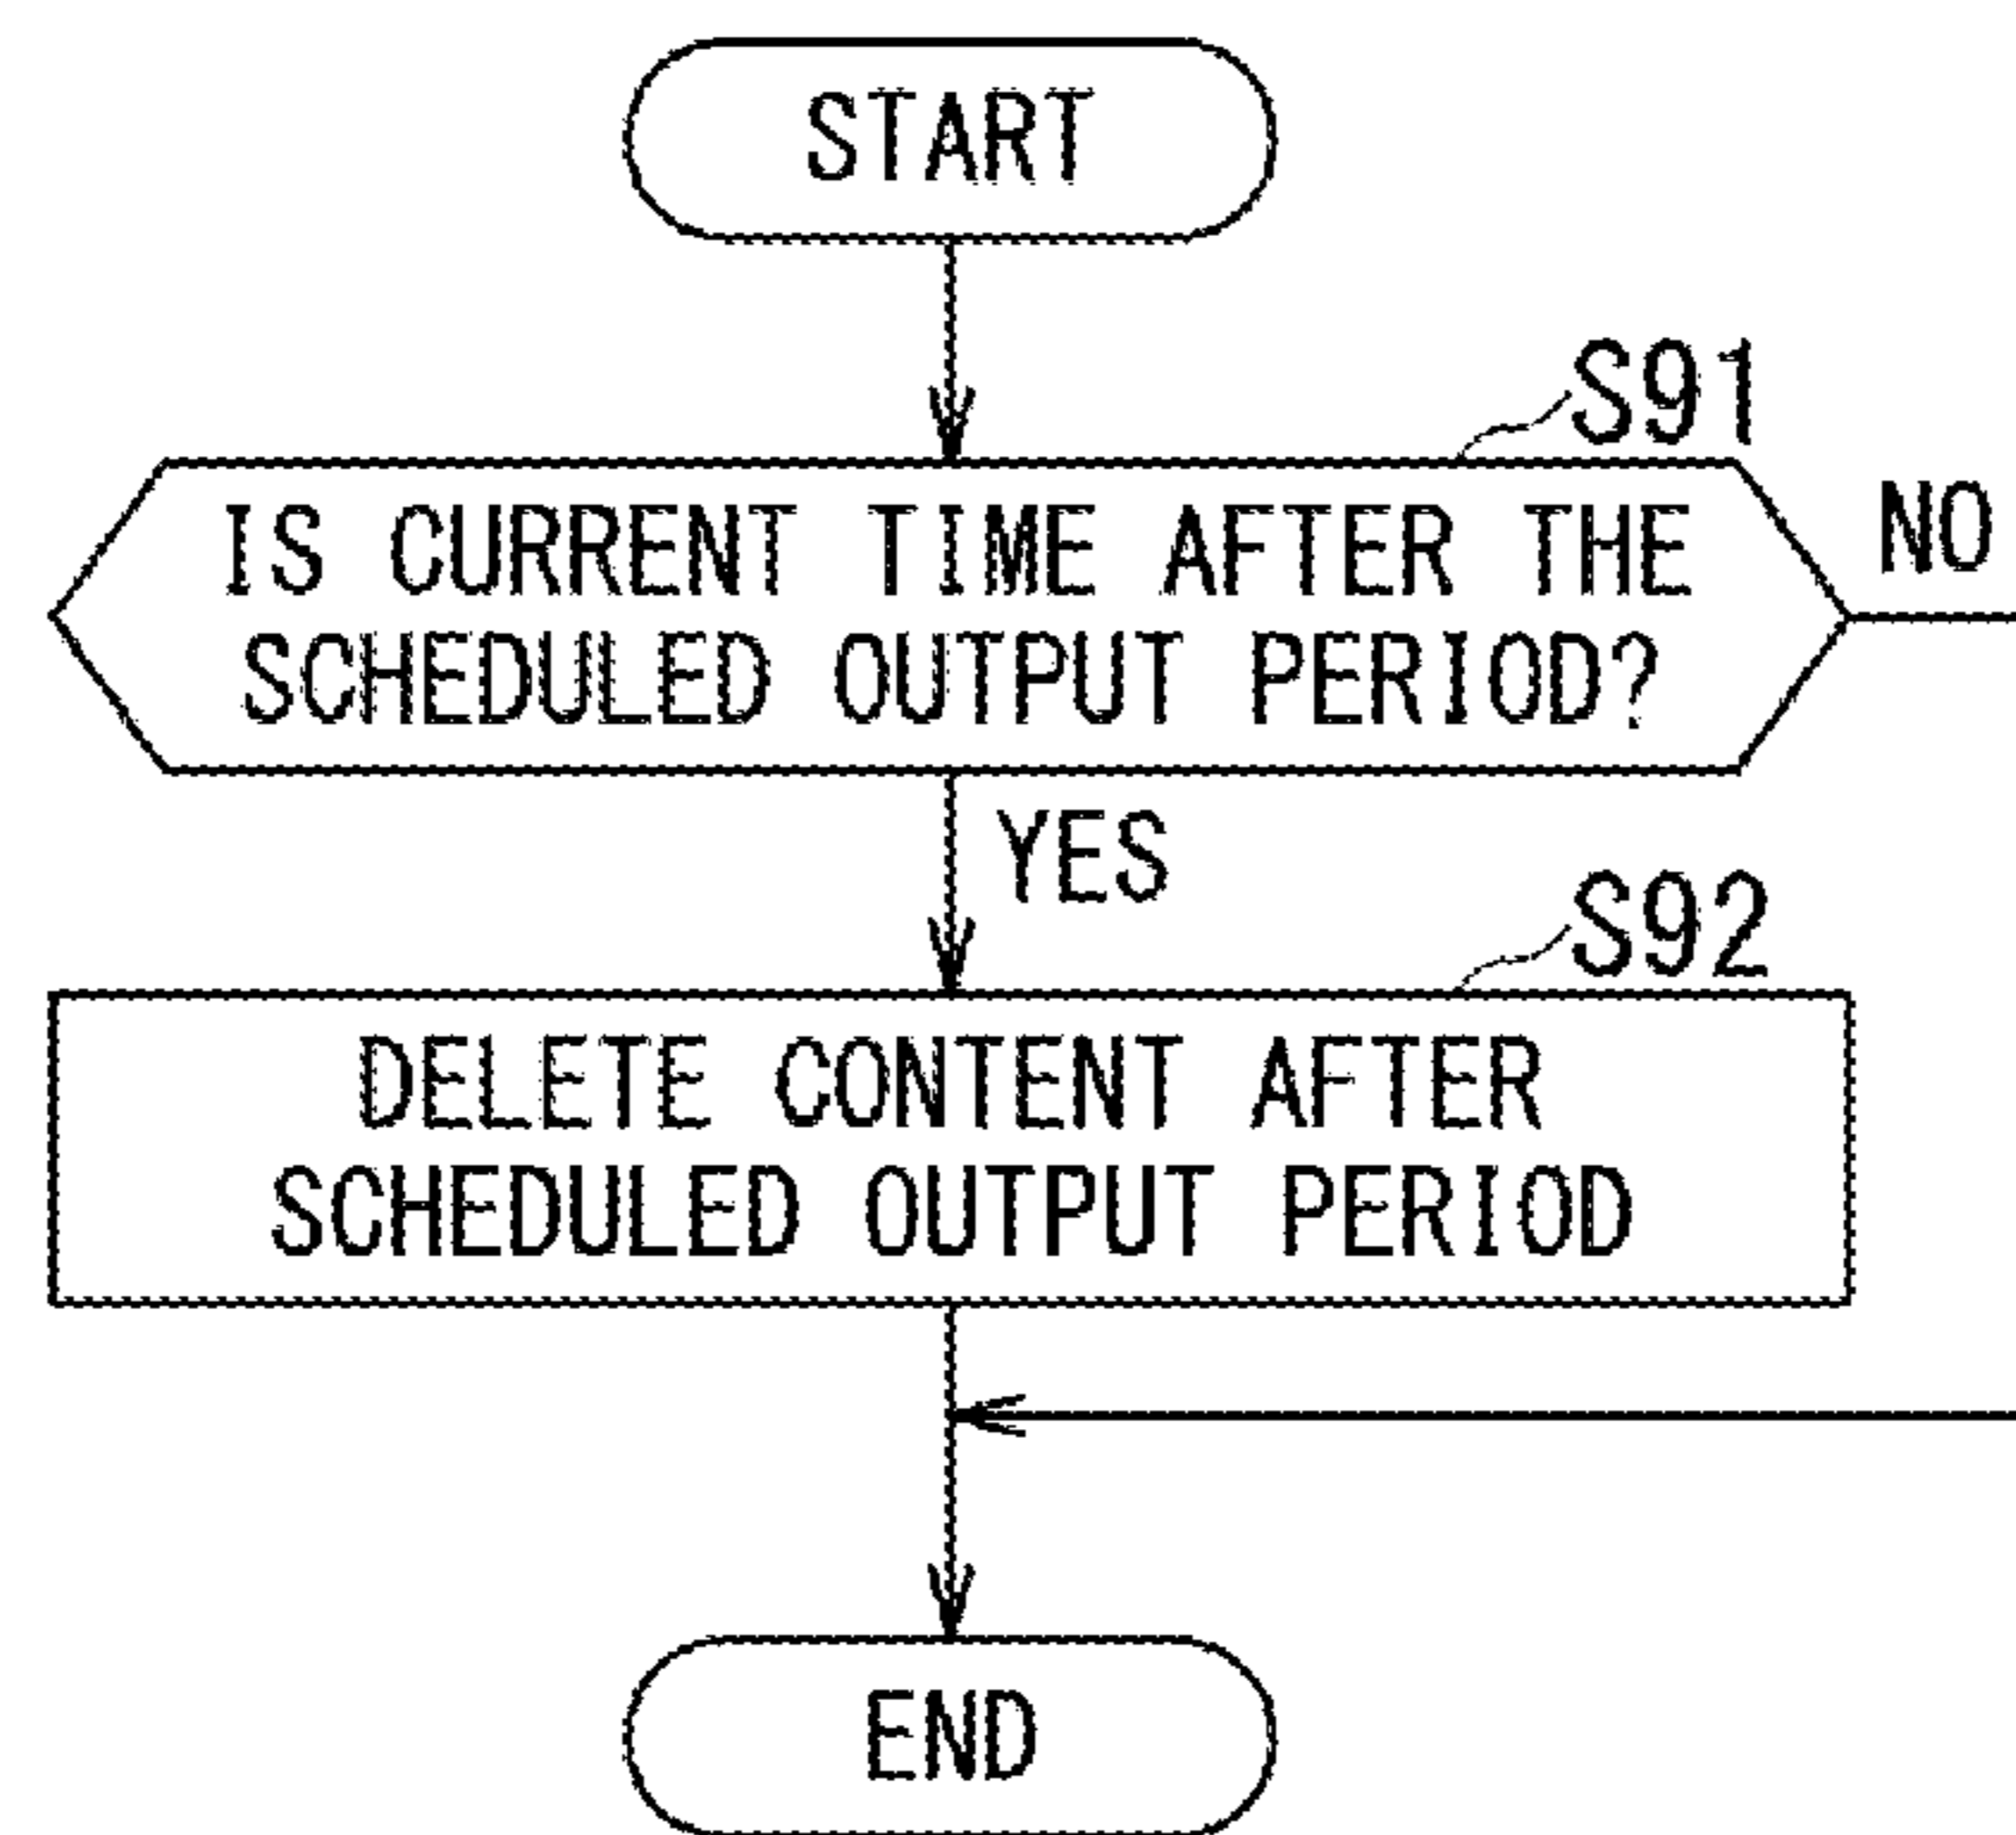 START
S91
IS CURRENT TIME AFTER THE
SCHEDULED OUTPUT PERIOD?
NO
YES
S92
DELETE CONTENT AFTER
SCHEDULED OUTPUT PERIOD
END